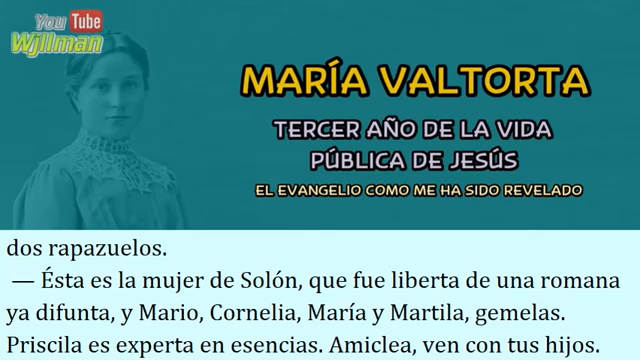 You Tube
Wjllman
MARÍA VALTORTA
TERCER AÑO DE LA VIDA
PÚBLICA DE JESÚS
EL EVANGELIO COMO ME HA SIDO REVELADO
dos rapazuelos.
— Ésta es la mujer de Solón, que fue liberta de una romana
ya difunta, y Mario, Cornelia, María y Martila, gemelas.
Priscila es experta en esencias. Amiclea, ven con tus hijos.